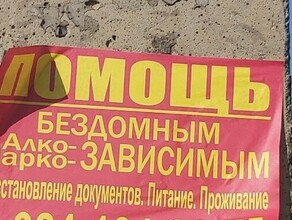 ПОМОЩЬ
БЕЗДОМНЫМ
Алко-
арко- ЗАВИСИМЫМ
становление документов. Питание. Проживание